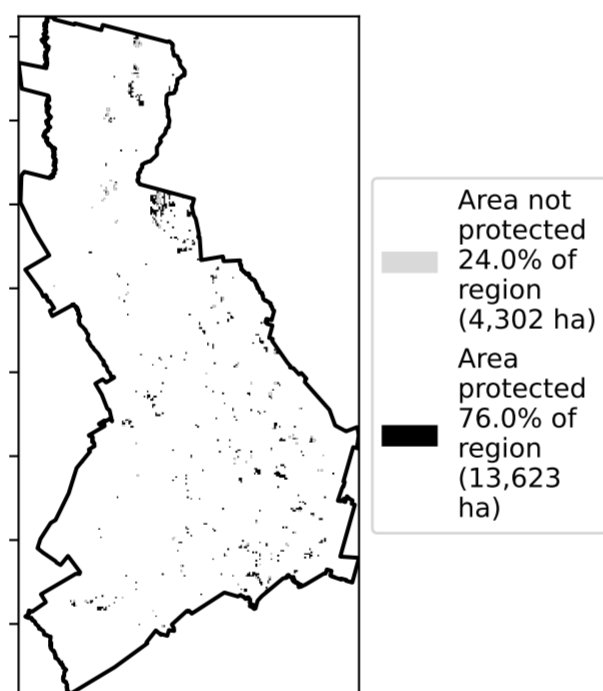 Area not
protected
24.0% of
region
(4,302 ha)
Area
protected
76.0% of
region
(13,623
ha)